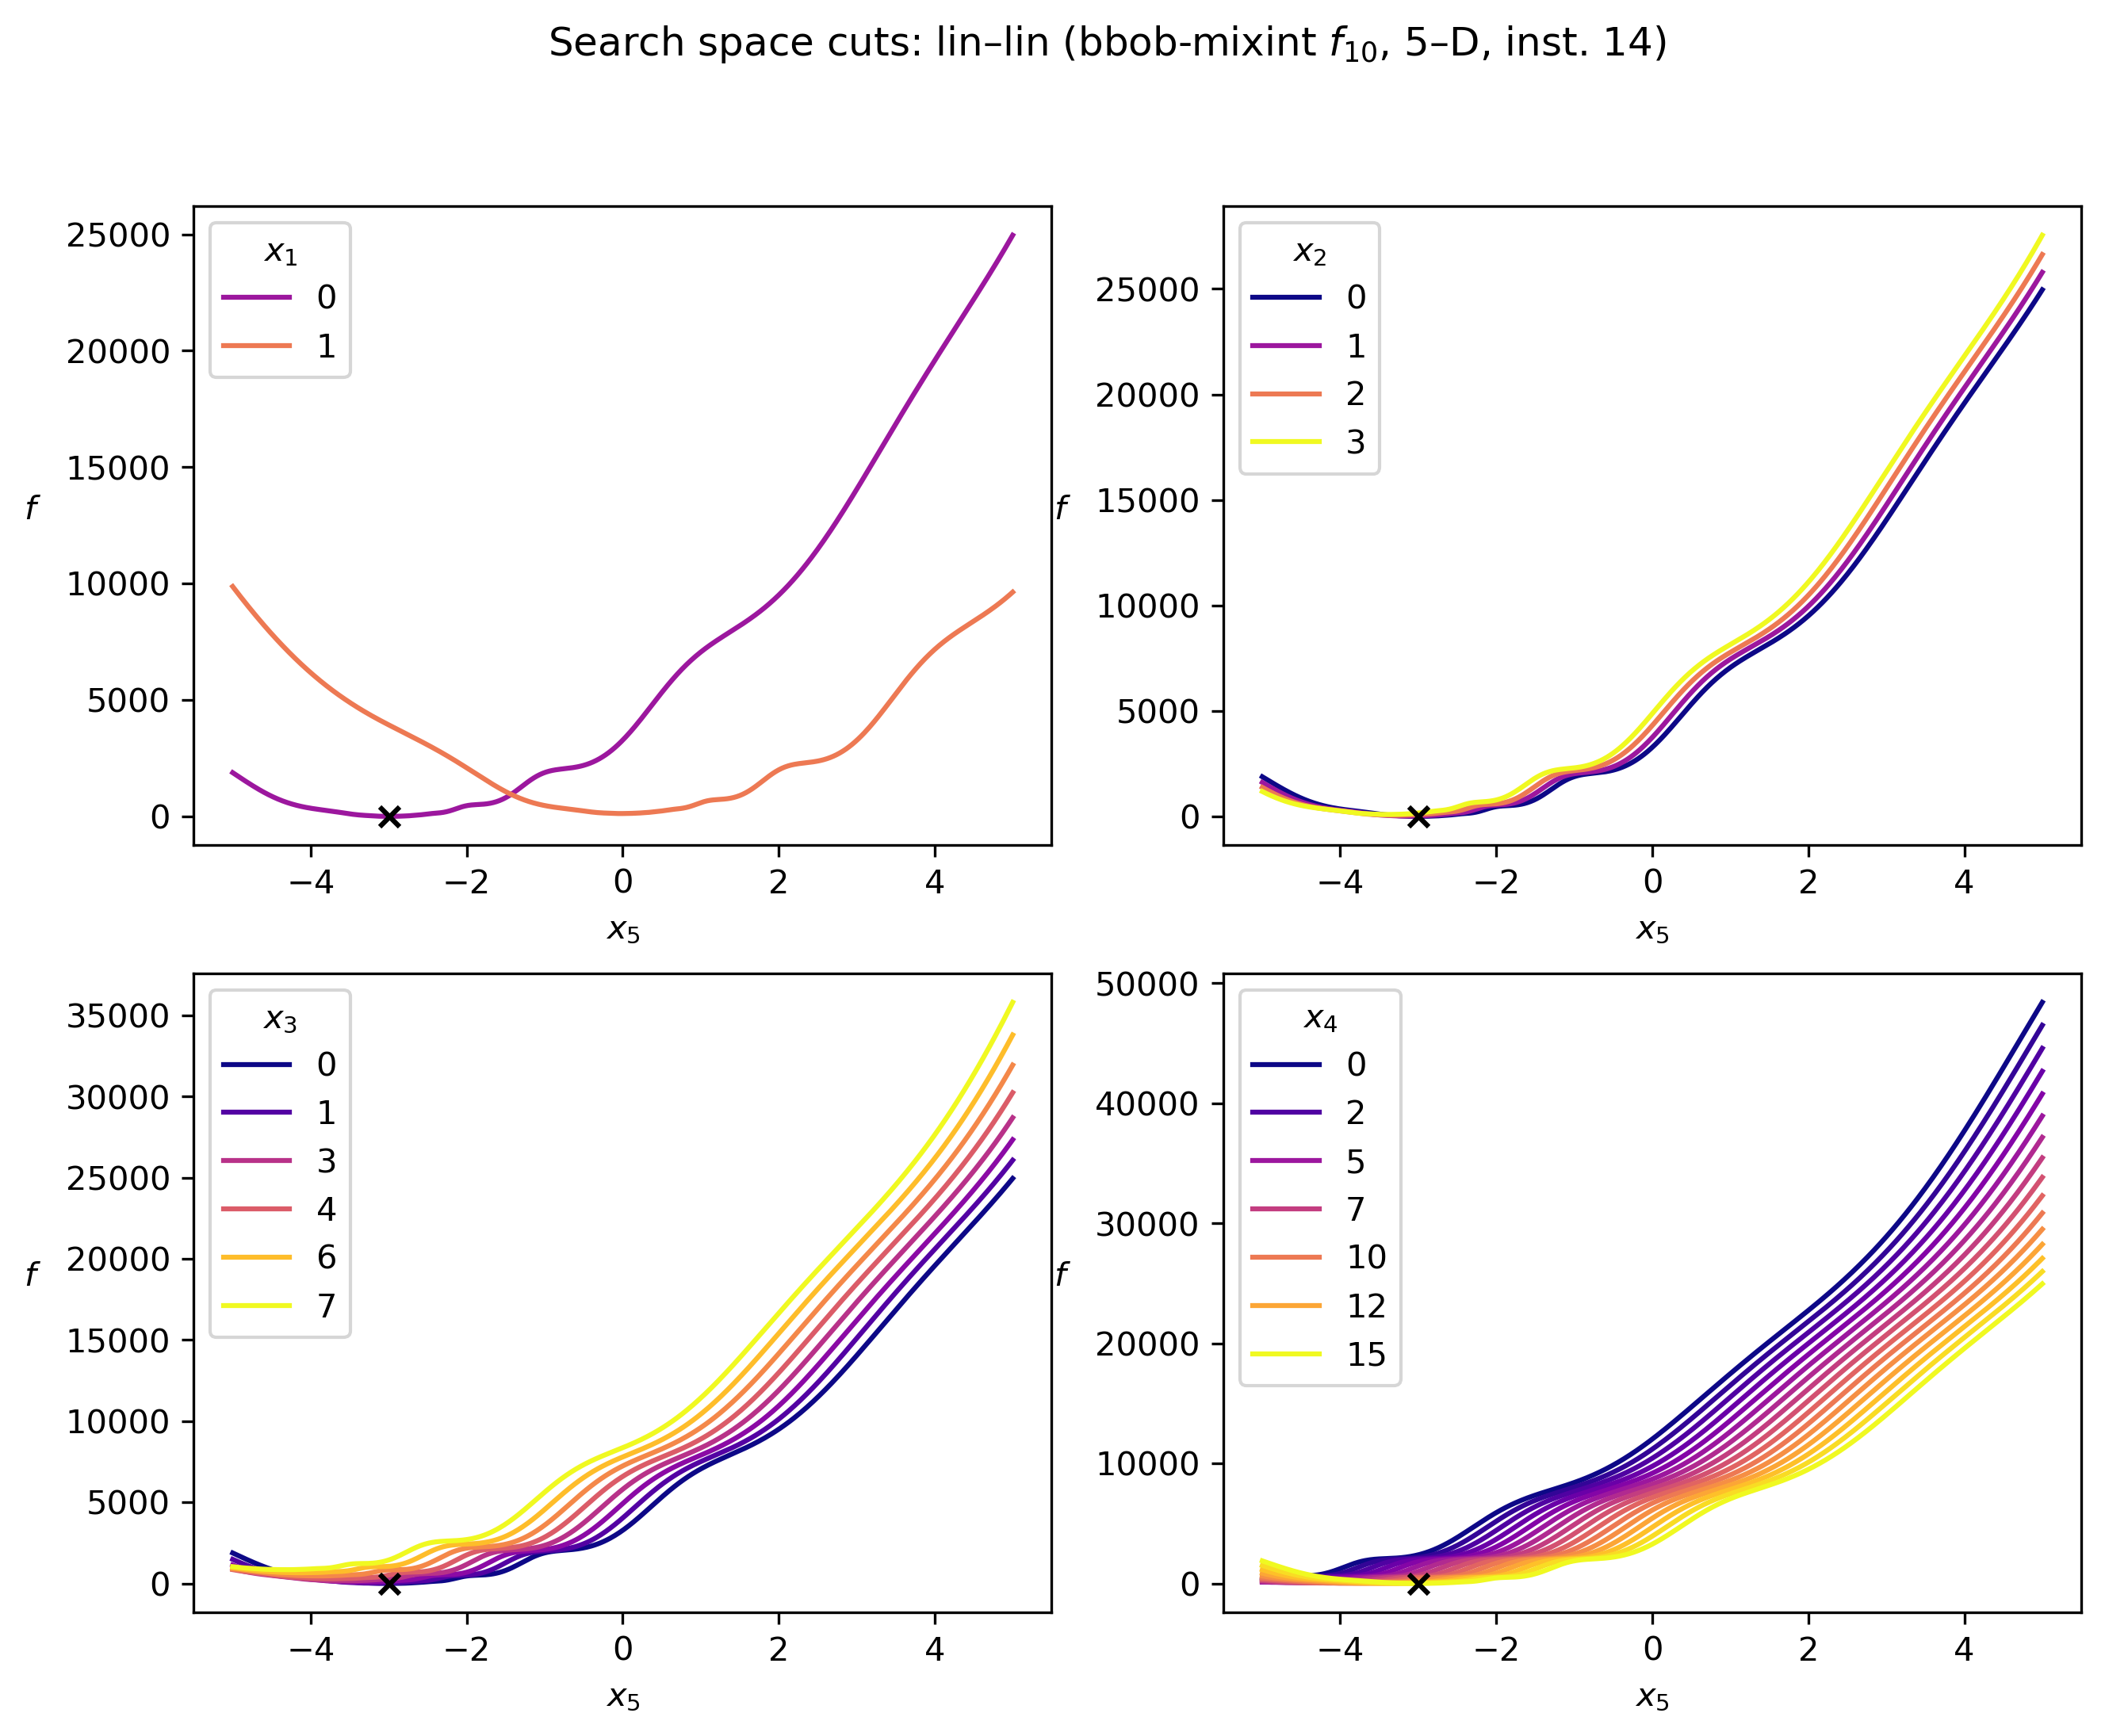 Search space cuts: lin–lin (bbob-mixint f10, 5–D, inst. 14)
25000
20000
15000
10000
5000
0
f
x1
0
1
−4 −2 0 2 4
x5
25000
20000
15000
10000
5000
0
f
x2
0
1
2
3
−4 −2 0 2 4
x5
35000
30000
25000
20000
15000
10000
5000
0
f
x3
0
1
3
4
6
7
−4 −2 0 2 4
x5
50000
40000
30000
20000
10000
0
f
x4
0
2
5
7
10
12
15
−4 −2 0 2 4
x5